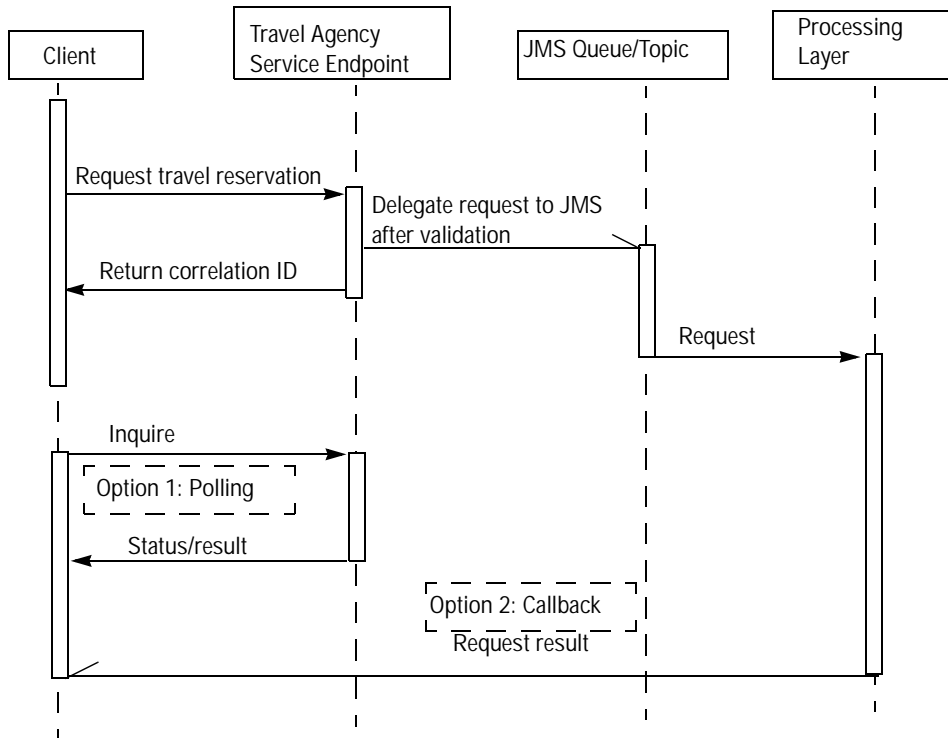 Client
Travel Agency
Service Endpoint
JMS Queue/Topic
Processing
Layer
Request travel reservation
Delegate request to JMS
after validation
Return correlation ID
Request
Inquire
Option 1: Polling
Status/result
Option 2: Callback
Request result